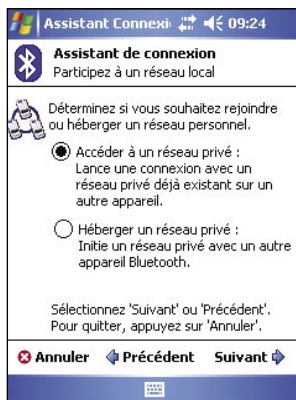 Assistant Connexi 09:24
Assistant de connexion
Participez à un réseau local
Déterminez si vous souhaitez rejoindre
ou héberger un réseau personnel.
Accéder à un réseau privé :
Lance une connexion avec un
réseau privé déjà existant sur un
autre appareil.
Héberger un réseau privé :
Initie un réseau privé avec un autre
appareil Bluetooth.
Sélectionnez 'Suivant' ou 'Précédent'.
Pour quitter, appuyez sur 'Annuler'.
Annuler Précédent Suivant